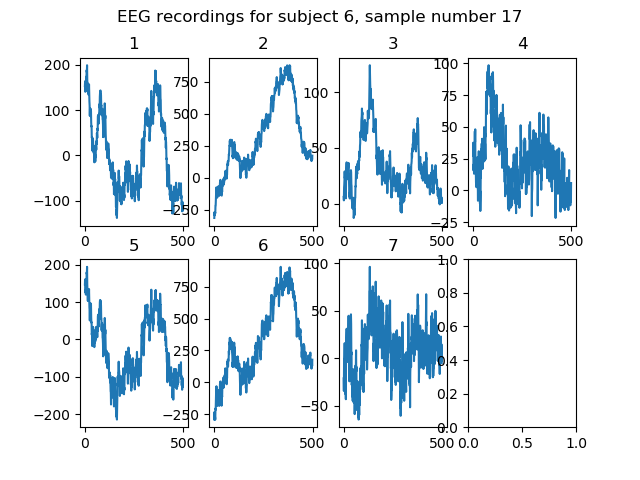 EEG recordings for subject 6, sample number 17
1 2 3 4
200 100 0 −100
750 500 250 0 −250
100 50 0
100 75 50 25 0 −25
0 500 0 500 0 500 0 500
5 6 7
200 100 0 −100 −200
750 500 250 0 −250
100 50 0 −50
1.0 0.8 0.6 0.4 0.2 0.0
0 500 0 500 0 500 0.0 0.5 1.0